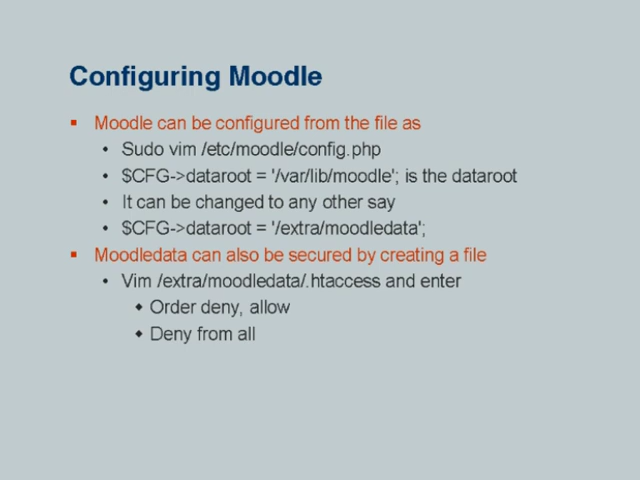 Configuring Moodle
Moodle can be configured from the file as
Sudo vim /etc/moodle/config.php
$CFG->dataroot = '/var/lib/moodle'; is the dataroot
It can be changed to any other say
$CFG->dataroot = '/extra/moodledata';
Moodledata can also be secured by creating a file
Vim /extra/moodledata/.htaccess and enter
Order deny, allow
Deny from all